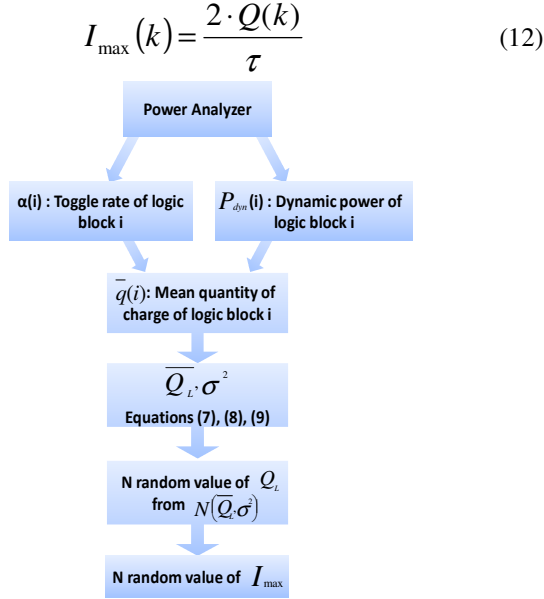 I_max(k) = 2 · Q(k) / τ (12)
Power Analyzer
α(i) : Toggle rate of logic
block i
P_dyn(i) : Dynamic power of
logic block i
q̅(i): Mean quantity of
charge of logic block i
Q̅_L, σ²
Equations (7), (8), (9)
N random value of Q_L
from N(Q̅_L, σ²)
N random value of I_max